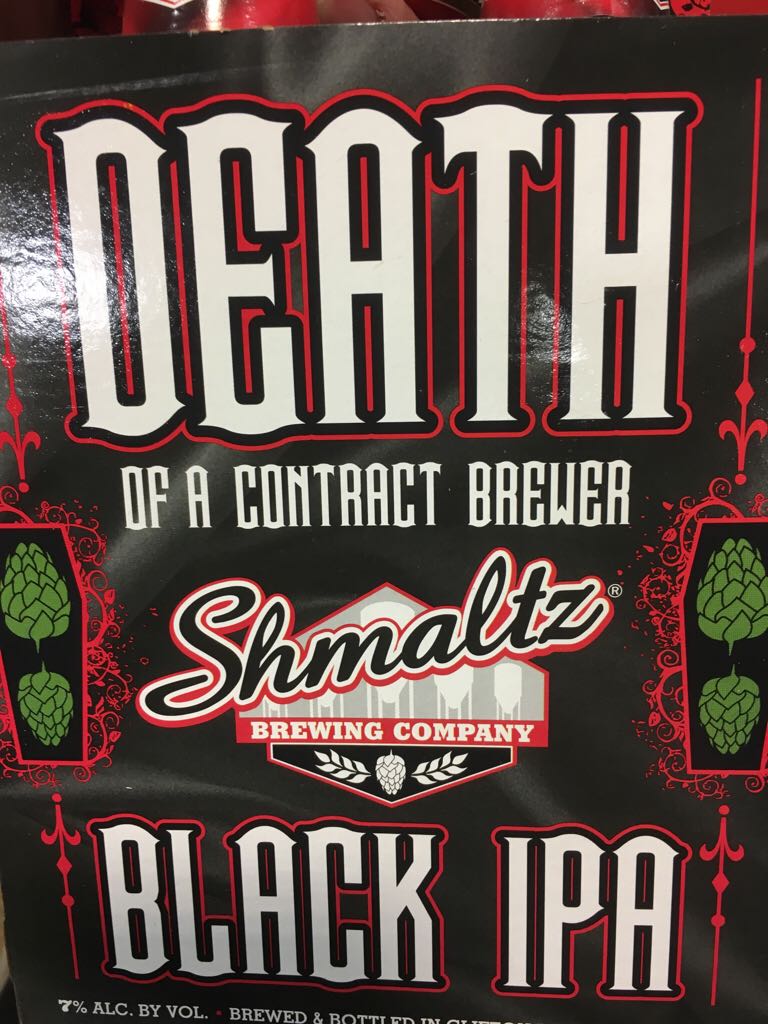 DEATH
OF A CONTRACT BREWER
Shmaltz®
BREWING COMPANY
BLACK IPA
7% ALC. BY VOL. • BREWED & BOTTLED IN